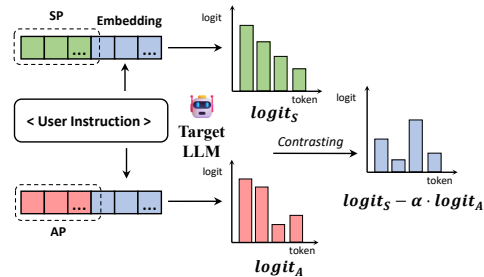 SP
Embedding
...
...
logit
token
logit_S
< User Instruction >
Target
LLM
Contrasting
logit
token
logit_S − α · logit_A
...
...
AP
logit
token
logit_A